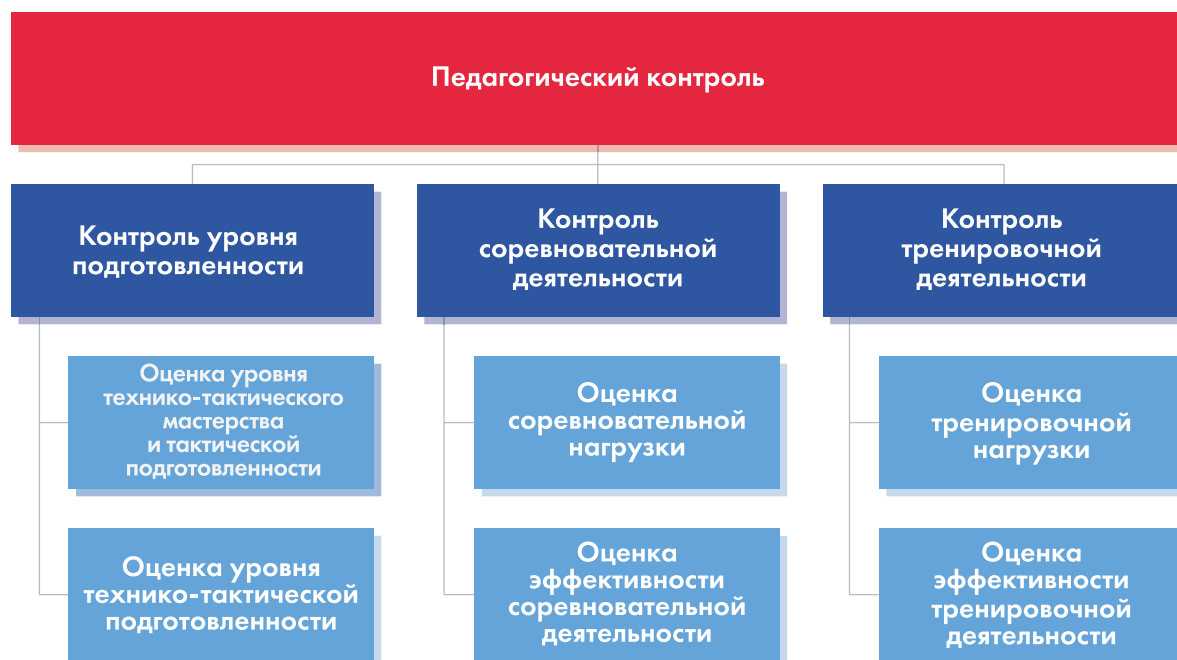 Педагогический контроль
Контроль уровня
подготовленности
Контроль
соревновательной
деятельности
Контроль
тренировочной
деятельности
Оценка уровня
технико-тактического
мастерства
и тактической
подготовленности
Оценка
соревновательной
нагрузки
Оценка
тренировочной
нагрузки
Оценка уровня
технико-тактической
подготовленности
Оценка
эффективности
соревновательной
деятельности
Оценка
эффективности
тренировочной
деятельности